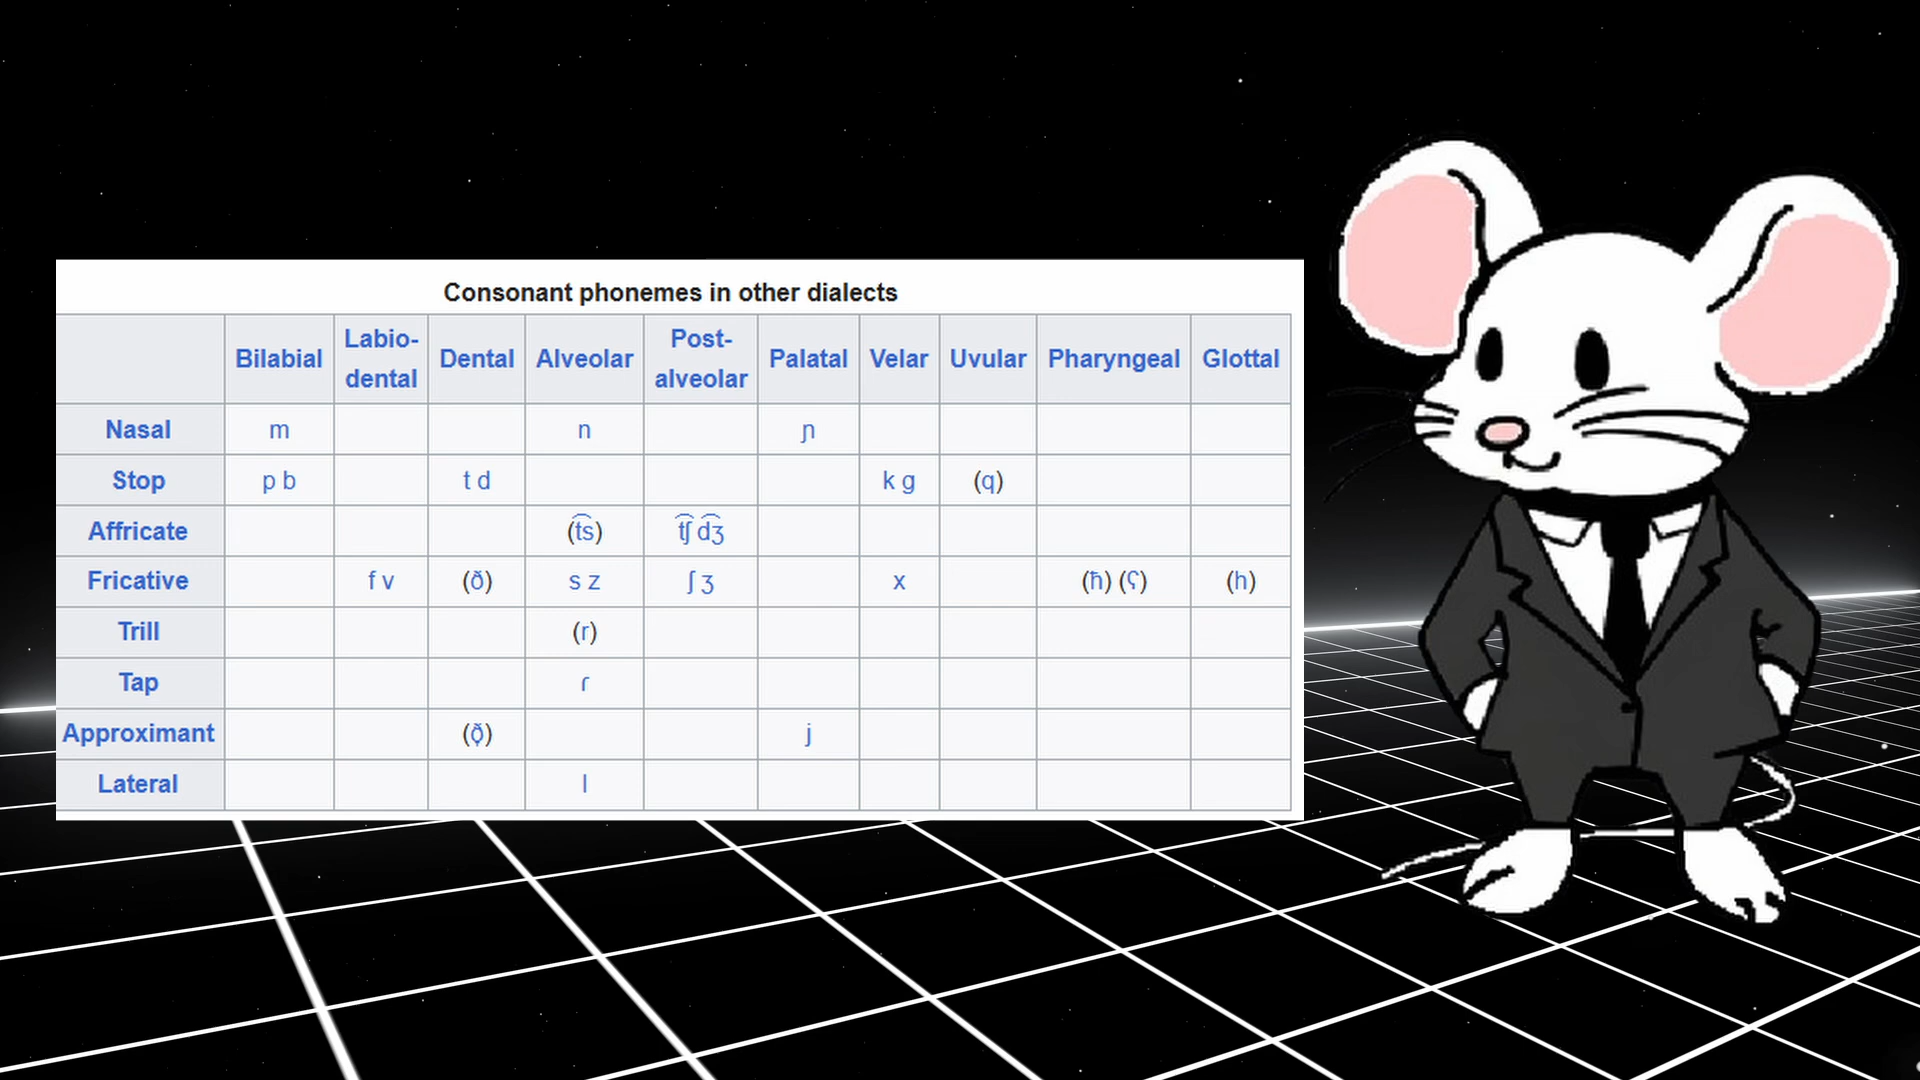 Consonant phonemes in other dialects
Bilabial Labio-dental Dental Alveolar Post-alveolar Palatal Velar Uvular Pharyngeal Glottal
Nasal m n ɲ
Stop p b t d k ɡ (q)
Affricate (t͡s) t͡ʃ d͡ʒ
Fricative f v (ð) s z ʃ ʒ x (ħ) (ʕ) (h)
Trill (r)
Tap ɾ
Approximant (ð̞) j
Lateral l